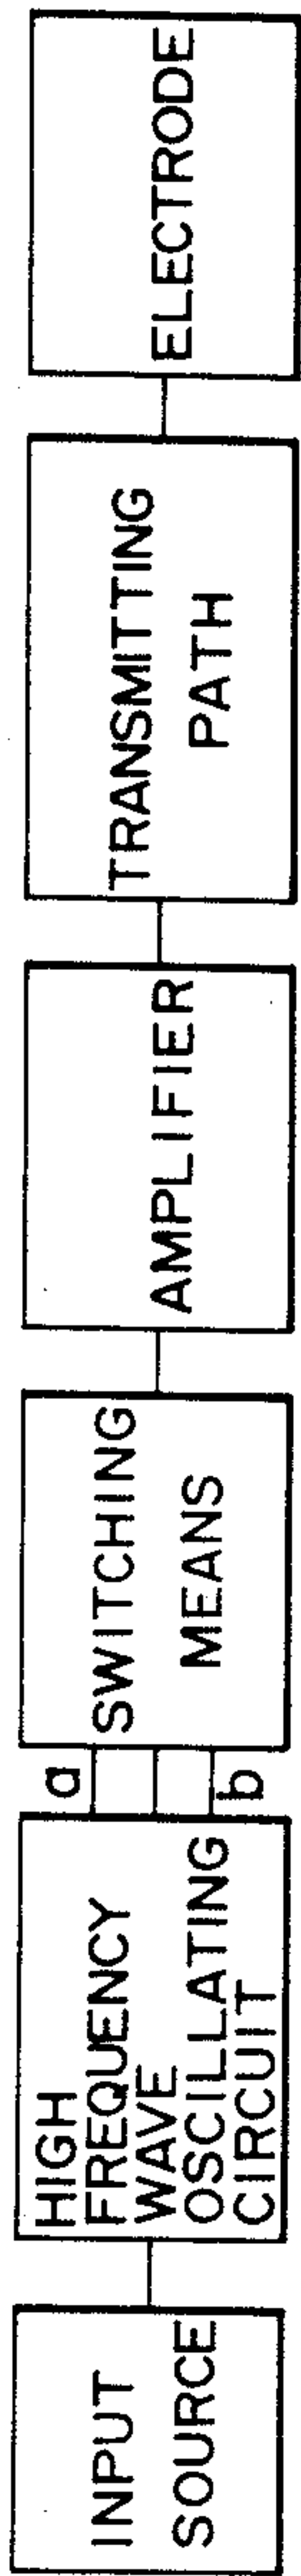 INPUT
SOURCE
HIGH
FREQUENCY
WAVE
OSCILLATING
CIRCUIT
a
b
SWITCHING
MEANS
AMPLIFIER
TRANSMITTING
PATH
ELECTRODE